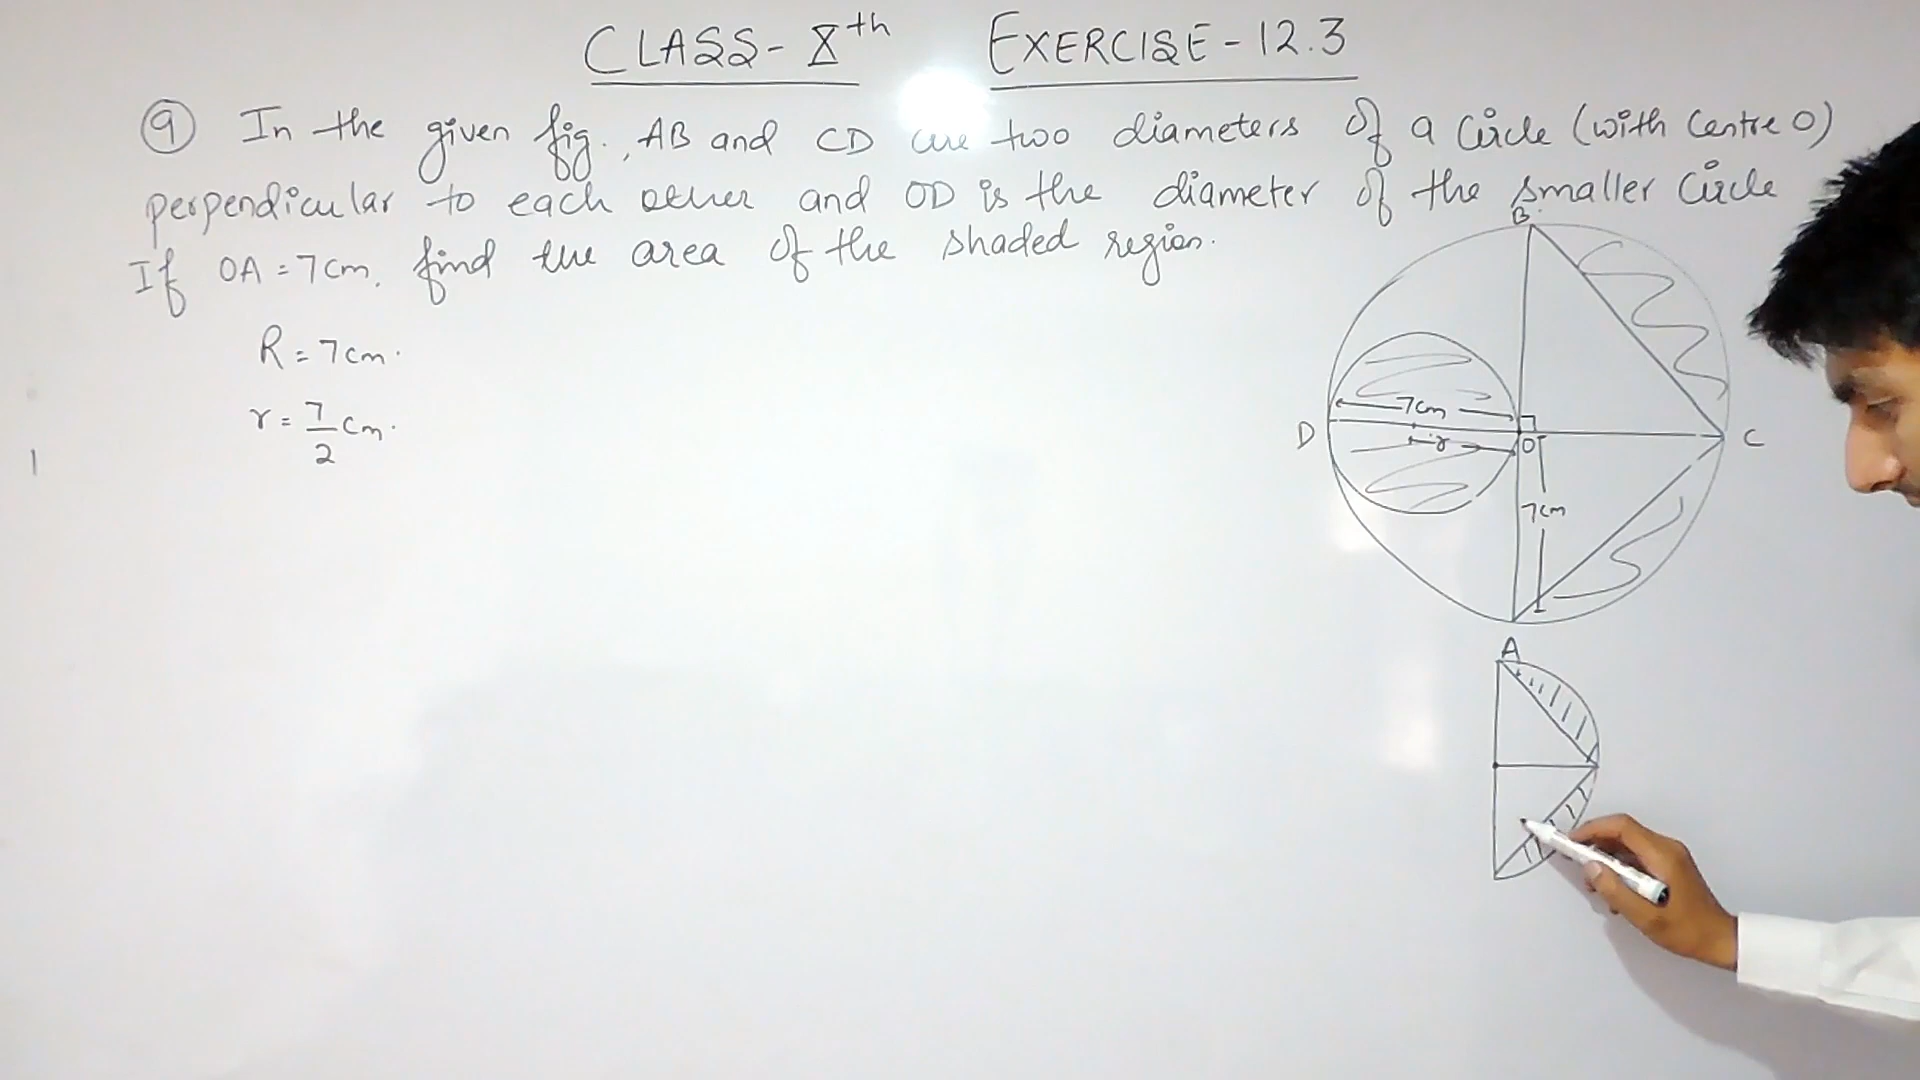 CLASS- Xth EXERCISE-12.3
9 In the given fig., AB and CD are two diameters of a circle (with centre O)
perpendicular to each other and OD is the diameter of the smaller circle
If OA = 7cm. find the area of the shaded region.
R = 7cm.
r = 7/2 cm.
B
7cm
D
r
O
C
7cm
A